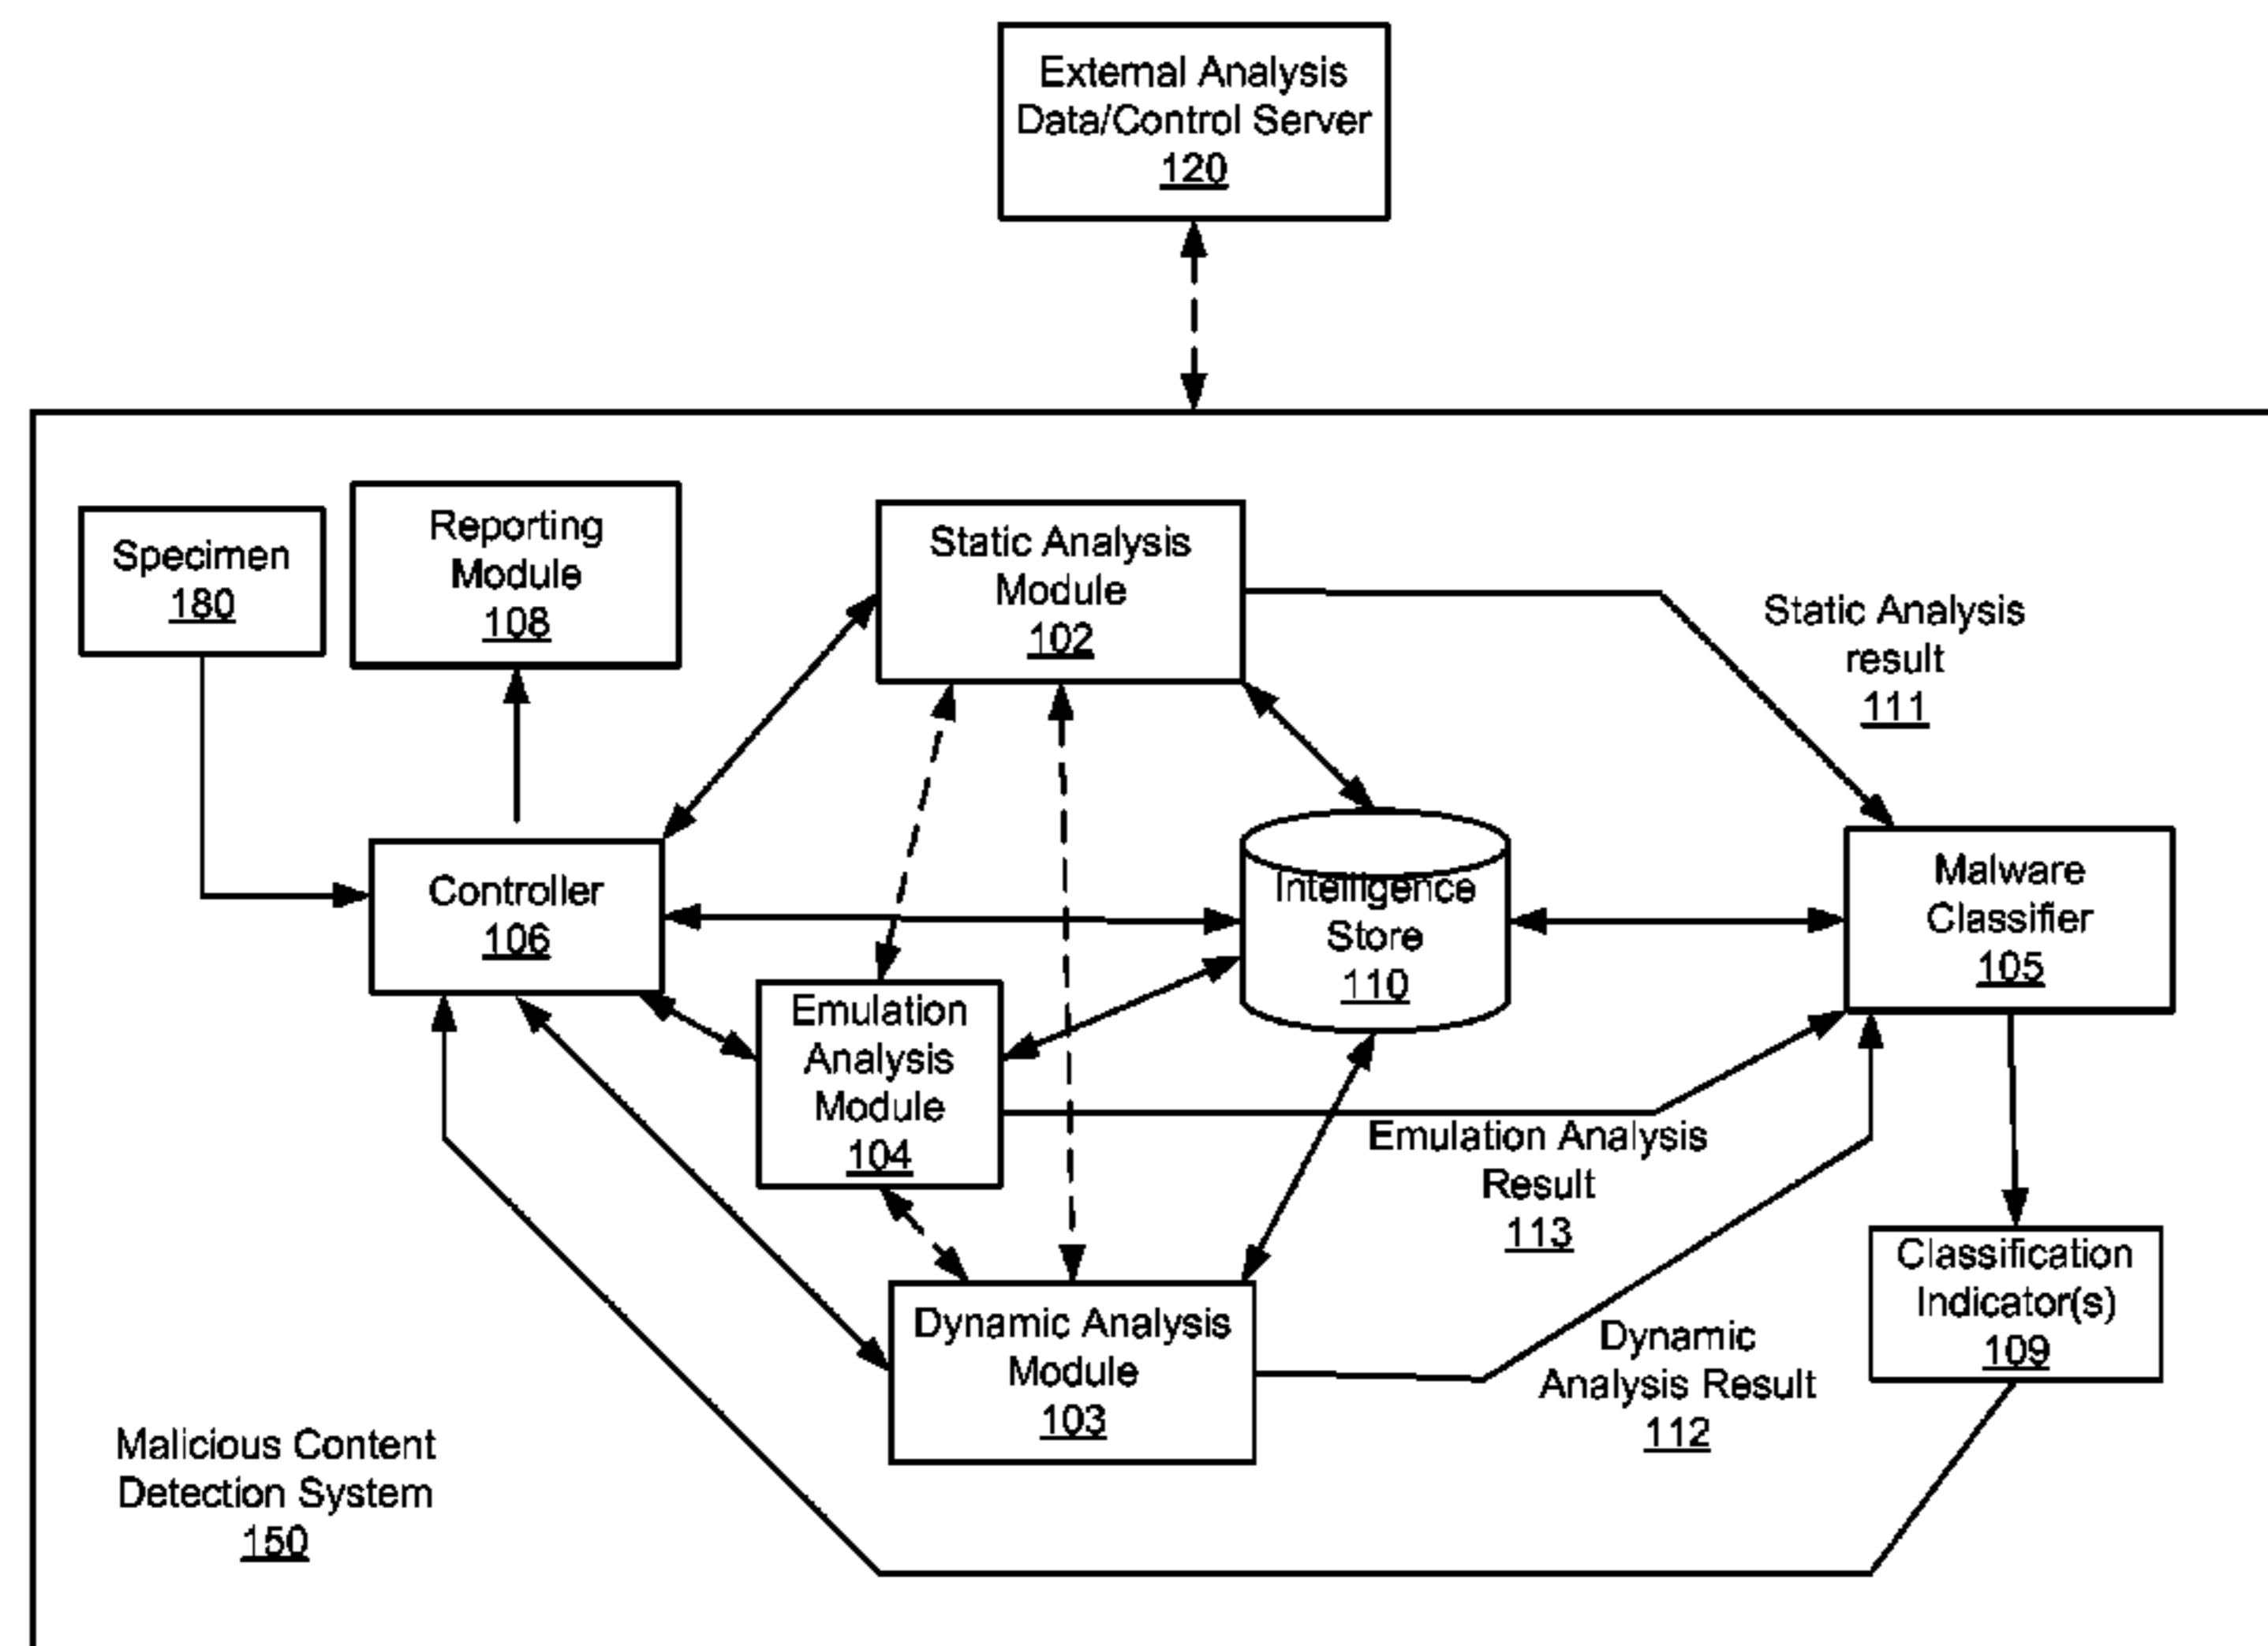 External Analysis
Data/Control Server
120
Specimen
180
Reporting
Module
108
Static Analysis
Module
102
Static Analysis
result
111
Controller
106
Intelligence
Store
110
Malware
Classifier
105
Emulation
Analysis
Module
104
Emulation Analysis
Result
113
Classification
Indicator(s)
109
Dynamic Analysis
Module
103
Dynamic
Analysis Result
112
Malicious Content
Detection System
150